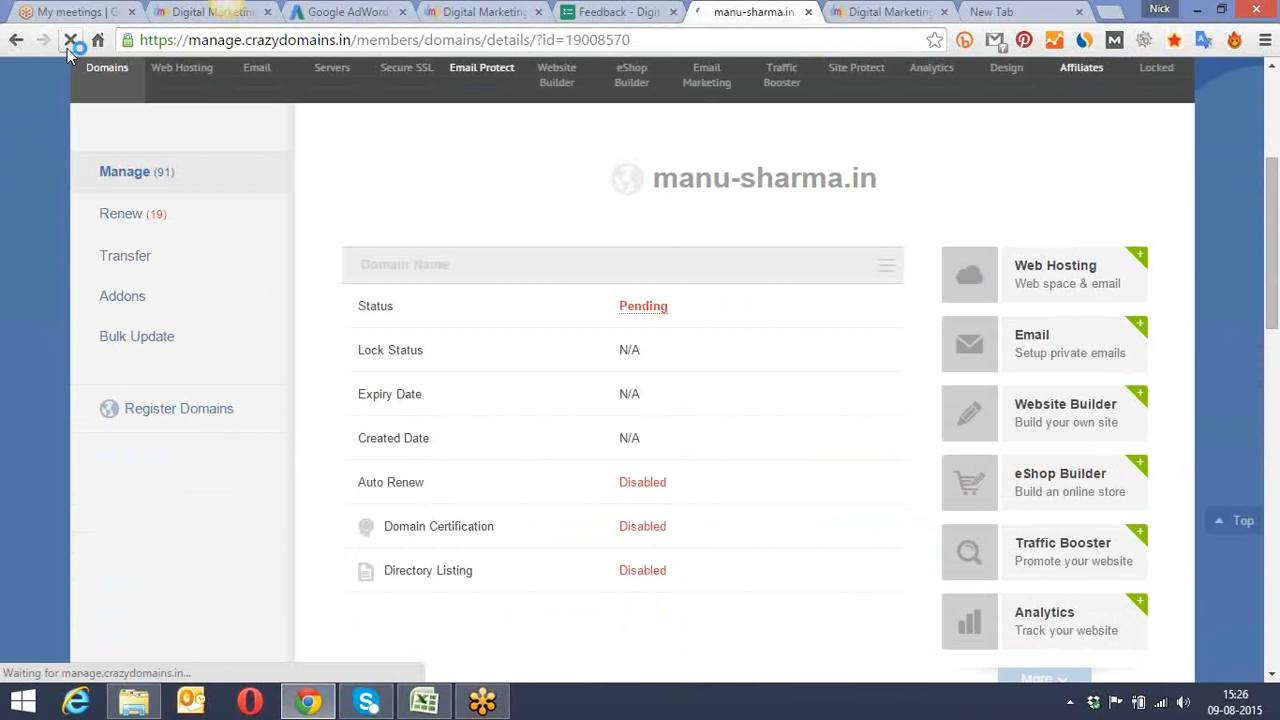 My meetings | G
Digital Marketin
Google AdWord
Digital Marketing
Feedback - Digit
manu-sharma.in
Digital Marketing
New Tab
Nick
https://manage.crazydomains.in/members/domains/details/?id=19008570
Domains
Web Hosting
Email
Servers
Secure SSL
Email Protect
Website Builder
eShop Builder
Email Marketing
Traffic Booster
Site Protect
Analytics
Design
Affiliates
Locked
Manage (91)
Renew (19)
Transfer
Addons
Bulk Update
Register Domains
manu-sharma.in
Domain Name
Status Pending
Lock Status N/A
Expiry Date N/A
Created Date N/A
Auto Renew Disabled
Domain Certification Disabled
Directory Listing Disabled
Web Hosting
Web space & email
Email
Setup private emails
Website Builder
Build your own site
eShop Builder
Build an online store
Traffic Booster
Promote your website
Analytics
Track your website
More
Top
Waiting for manage.crazydomains.in...
15:26
09-08-2015